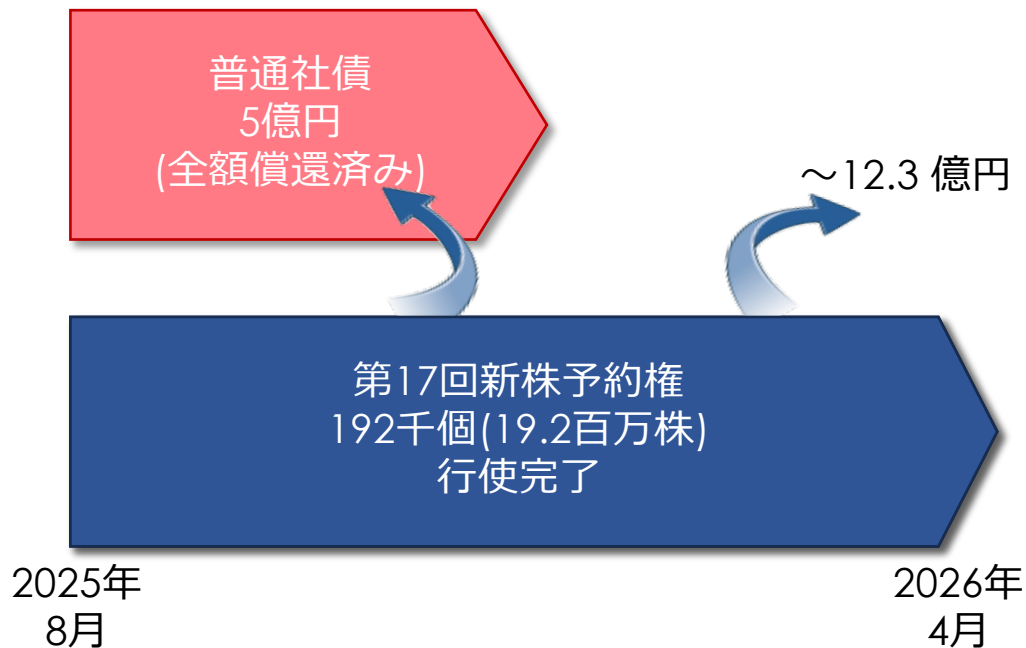 普通社債
5億円
(全額償還済み)
～12.3 億円
第17回新株予約権
192千個(19.2百万株)
行使完了
2025年
8月
2026年
4月